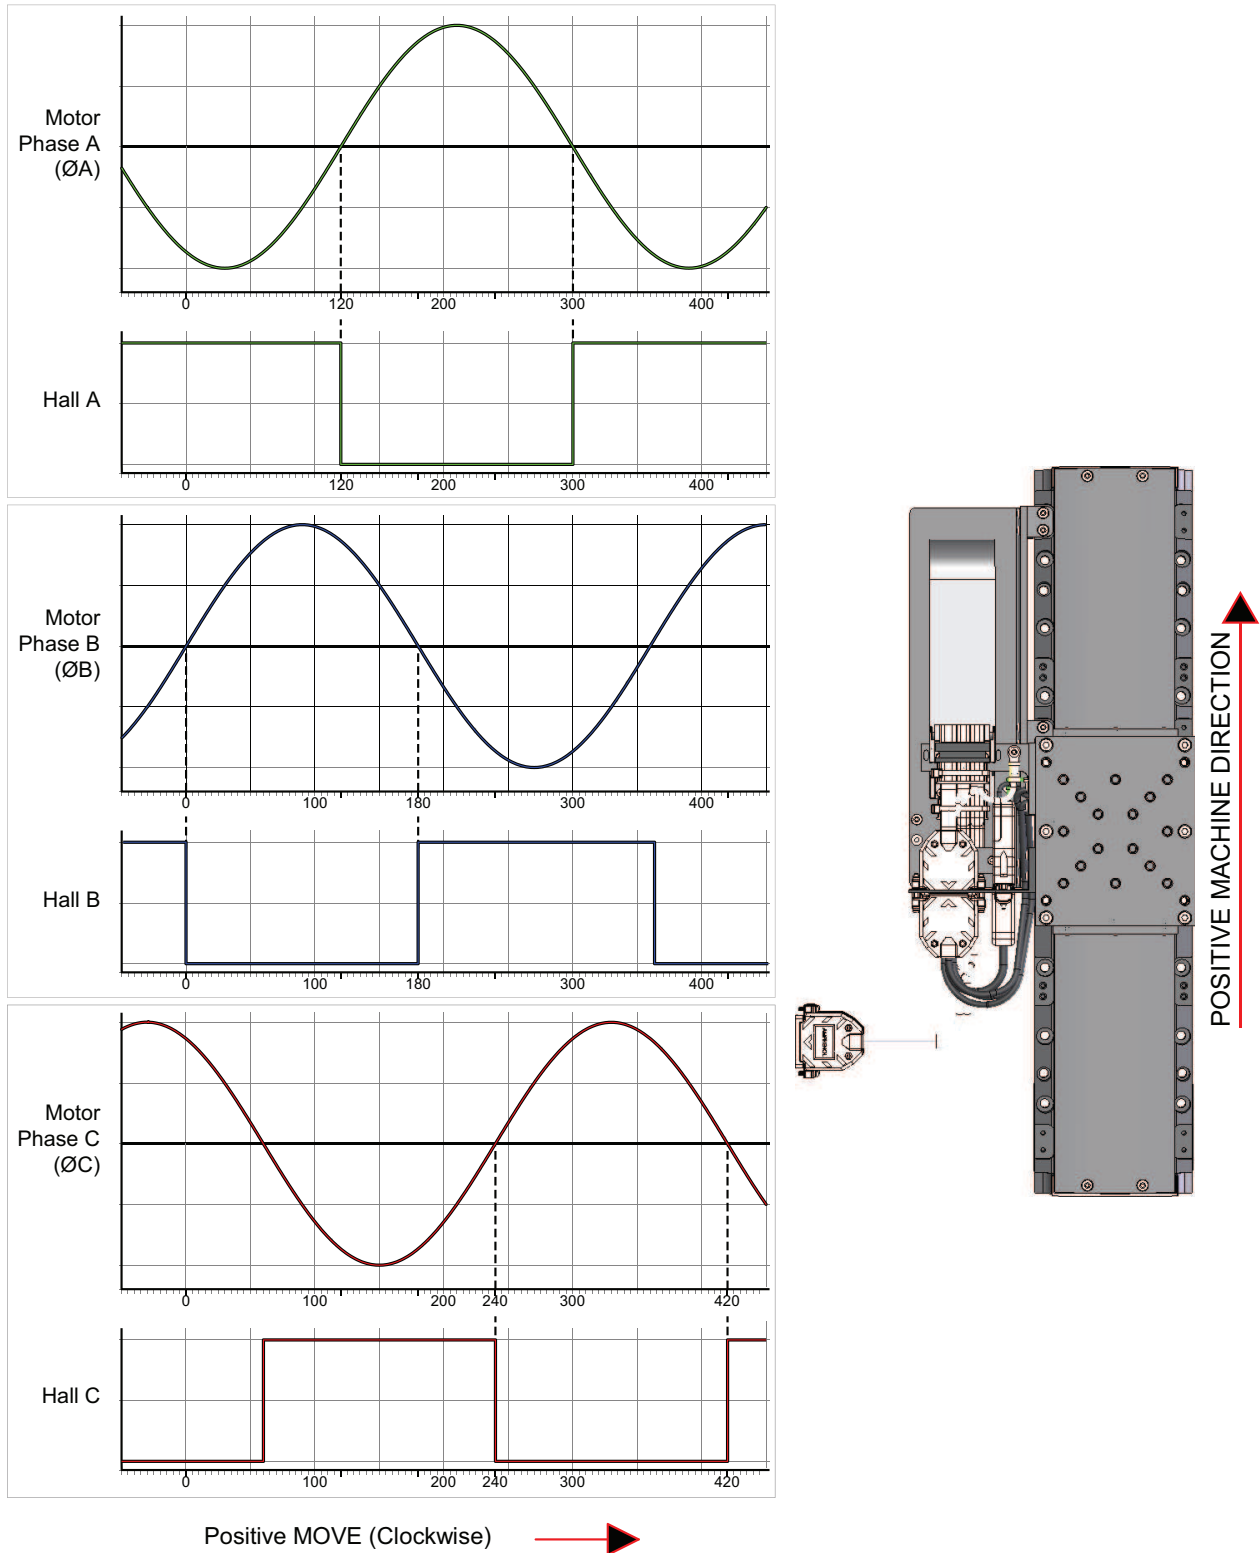 Motor
Phase A
(ØA)
0 120 200 300 400
Hall A
0 120 200 300 400
Motor
Phase B
(ØB)
0 100 180 300 400
Hall B
0 100 180 300 400
Motor
Phase C
(ØC)
0 100 200 240 300 420
Hall C
0 100 200 240 300 420
Positive MOVE (Clockwise)
POSITIVE MACHINE DIRECTION